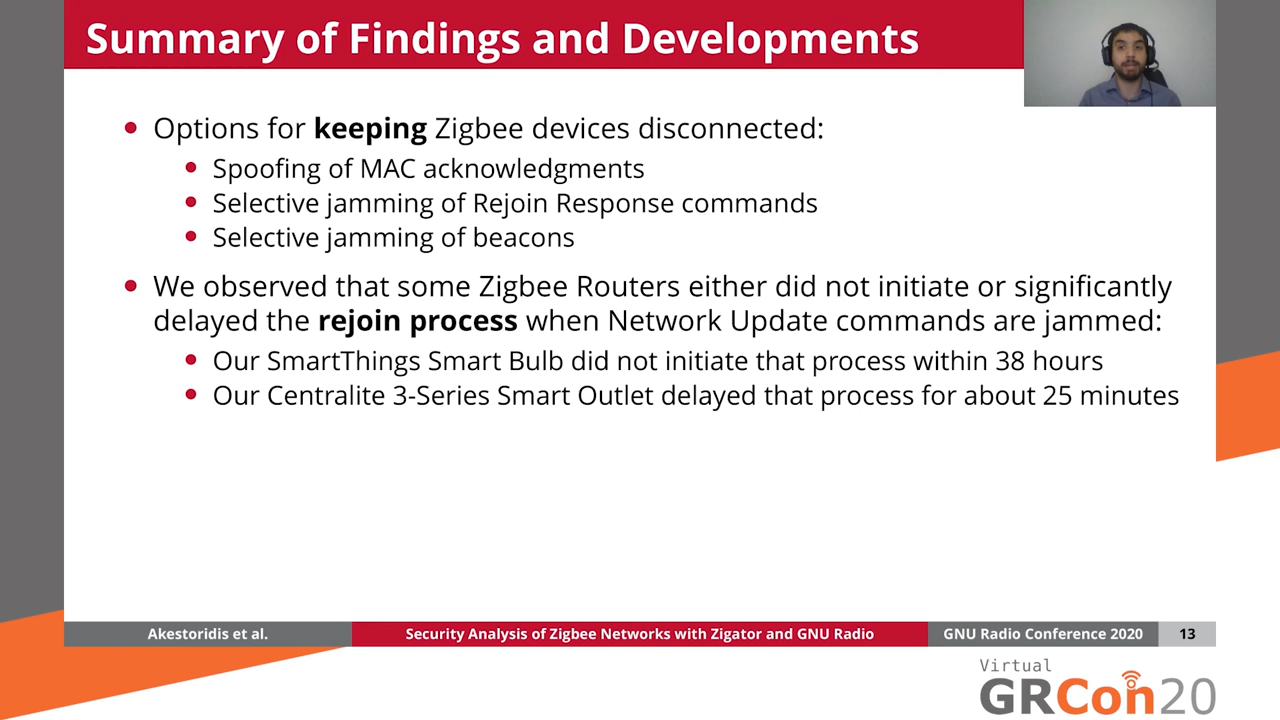 Summary of Findings and Developments
Options for keeping Zigbee devices disconnected:
Spoofing of MAC acknowledgments
Selective jamming of Rejoin Response commands
Selective jamming of beacons
We observed that some Zigbee Routers either did not initiate or significantly
delayed the rejoin process when Network Update commands are jammed:
Our SmartThings Smart Bulb did not initiate that process within 38 hours
Our Centralite 3-Series Smart Outlet delayed that process for about 25 minutes
Akestoridis et al.
Security Analysis of Zigbee Networks with Zigator and GNU Radio
GNU Radio Conference 2020
13
Virtual
GRCon20